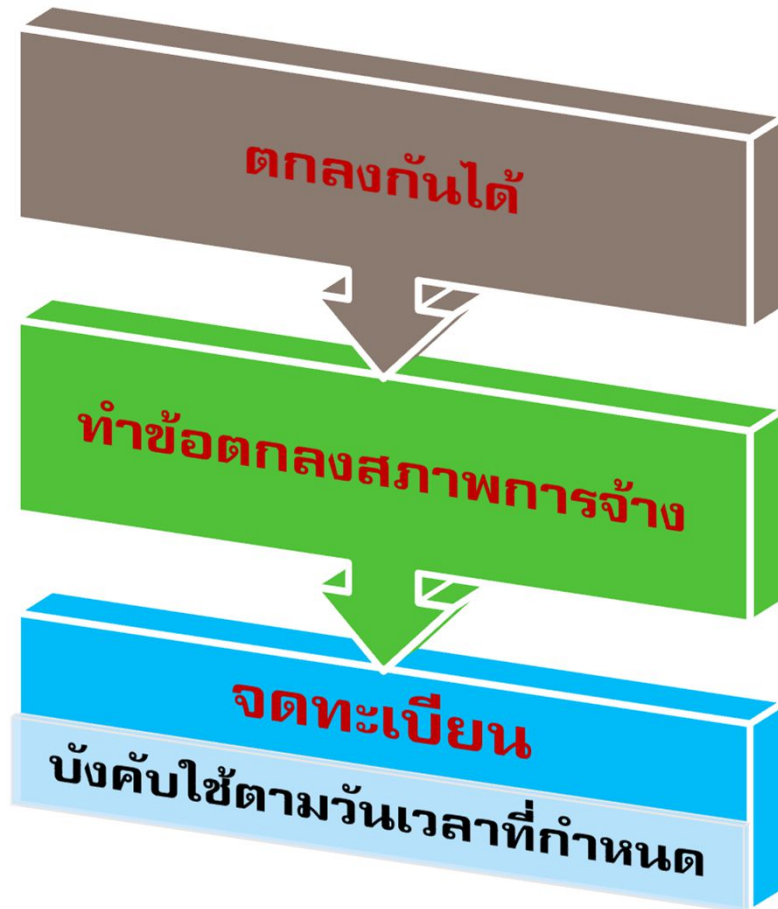 ตกลงกันได้
ทำข้อตกลงสภาพการจ้าง
จดทะเบียน
บังคับใช้ตามวันเวลาที่กำหนด